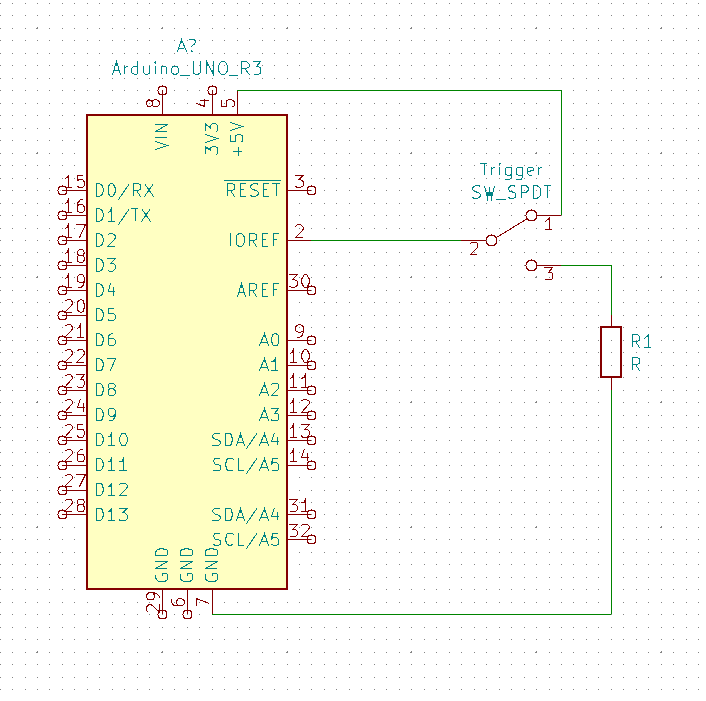 A?
Arduino_UNO_R3
8
4
5
VIN
3V3
+5V
15 D0/RX
16 D1/TX
17 D2
18 D3
19 D4
20 D5
21 D6
22 D7
23 D8
24 D9
25 D10
26 D11
27 D12
28 D13
RESET 3
IOREF 2
AREF 30
A0 9
A1 10
A2 11
A3 12
SDA/A4 13
SCL/A5 14
SDA/A4 31
SCL/A5 32
GND
GND
GND
29
6
7
Trigger
SW_SPDT
1
2
3
R1
R